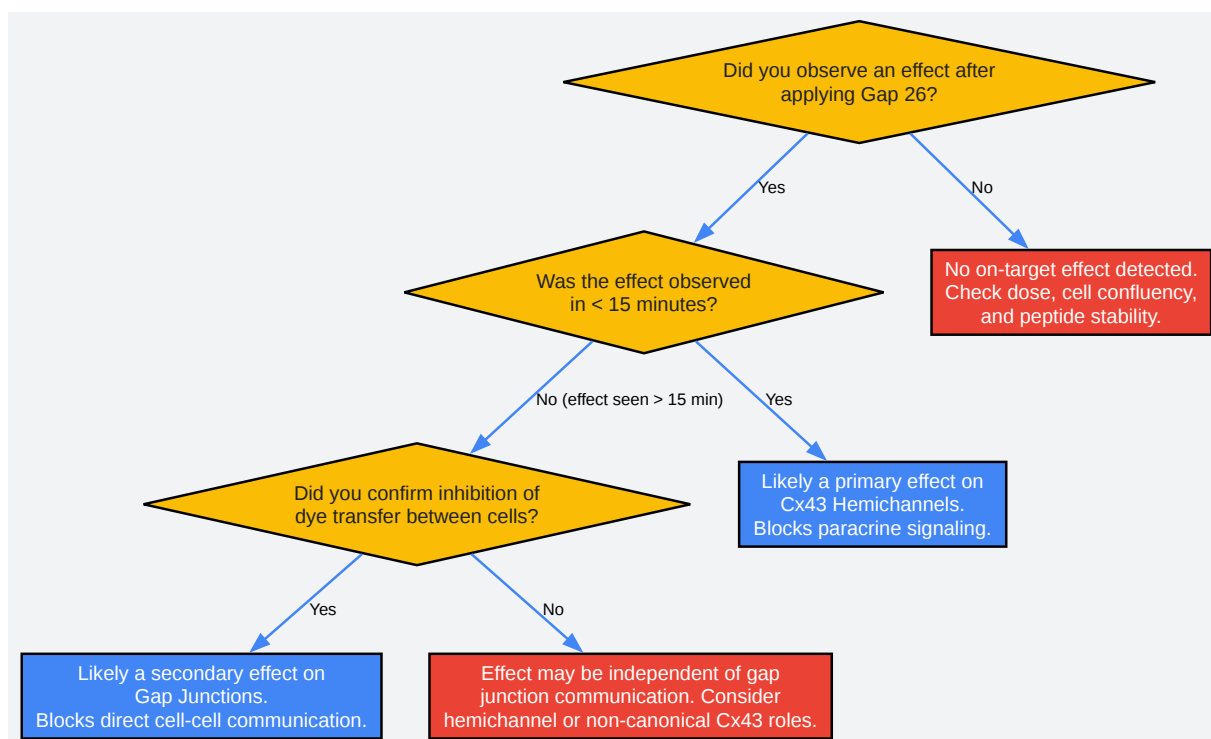 Did you observe an effect after
applying Gap 26?
Yes
No
Was the effect observed
in < 15 minutes?
No on-target effect detected.
Check dose, cell confluency,
and peptide stability.
No (effect seen > 15 min)
Yes
Did you confirm inhibition of
dye transfer between cells?
Likely a primary effect on
Cx43 Hemichannels.
Blocks paracrine signaling.
Yes
No
Likely a secondary effect on
Gap Junctions.
Blocks direct cell-cell communication.
Effect may be independent of gap
junction communication. Consider
hemichannel or non-canonical Cx43 roles.